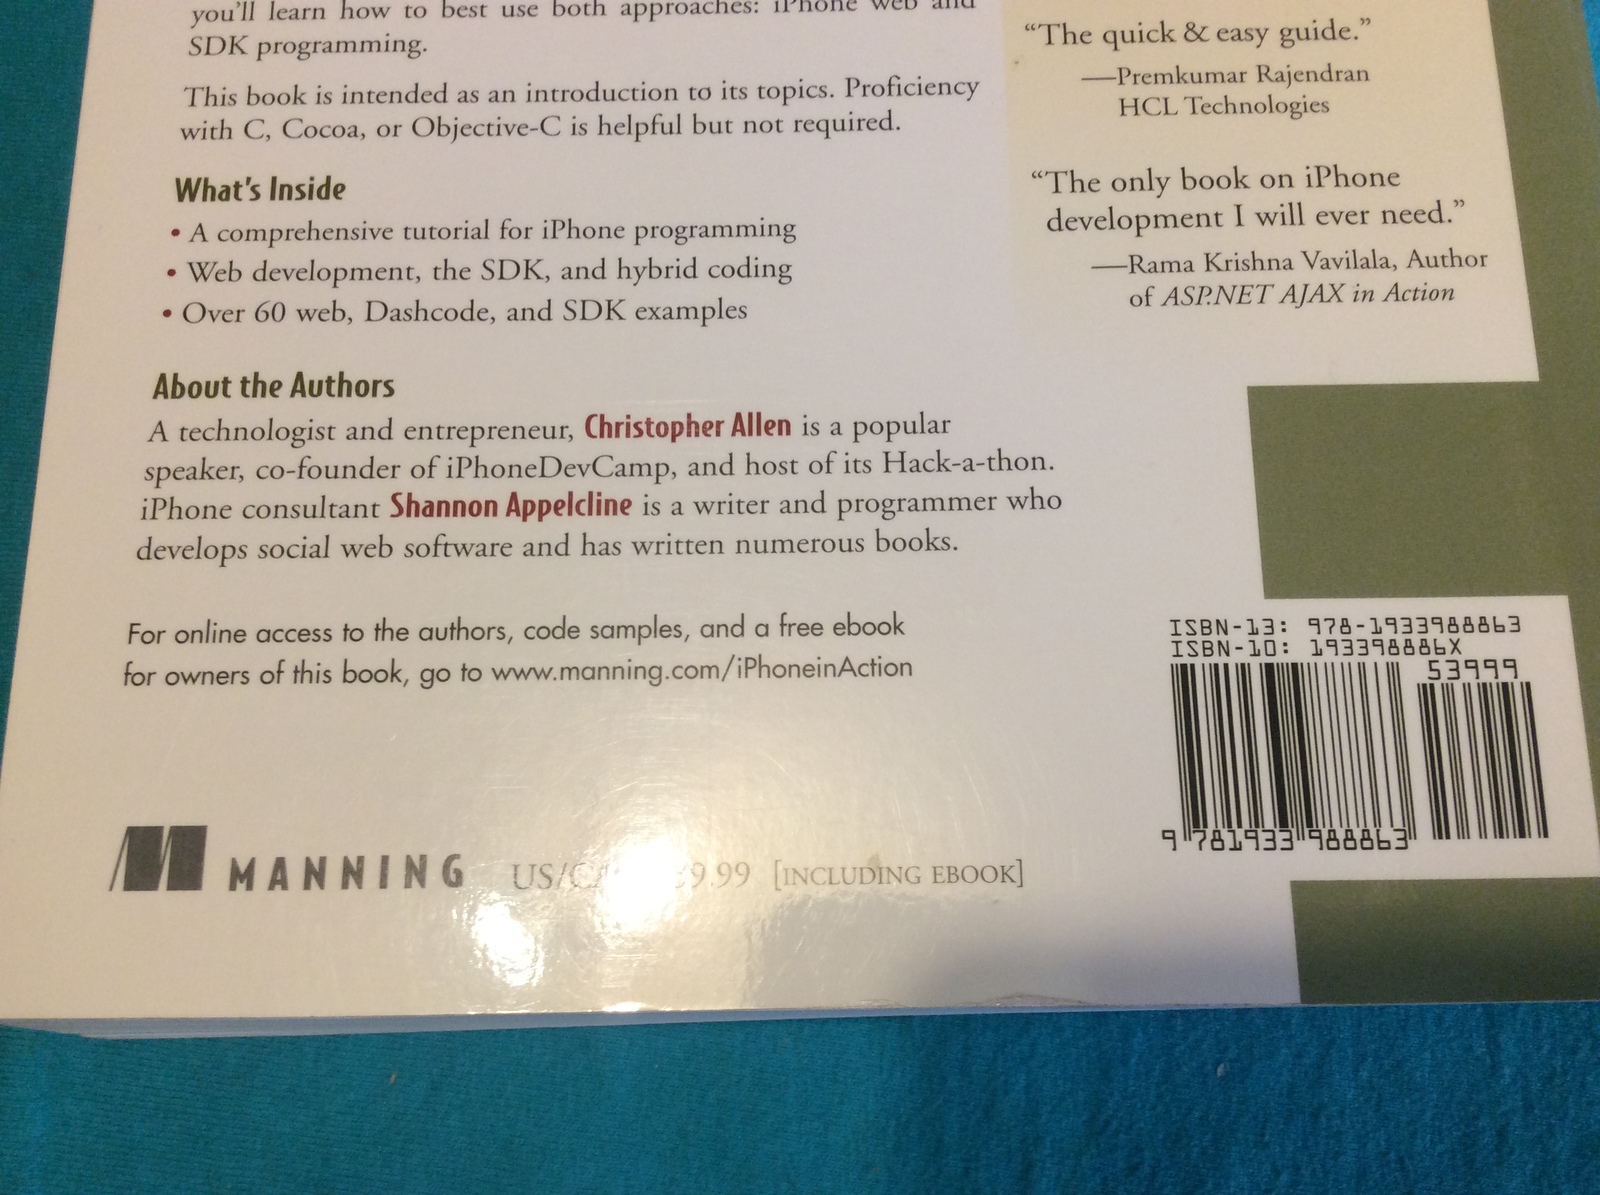 you'll learn how to best use both approaches: iPhone web and
SDK programming.
This book is intended as an introduction to its topics. Proficiency
with C, Cocoa, or Objective-C is helpful but not required.
What's Inside
• A comprehensive tutorial for iPhone programming
• Web development, the SDK, and hybrid coding
• Over 60 web, Dashcode, and SDK examples
About the Authors
A technologist and entrepreneur, Christopher Allen is a popular
speaker, co-founder of iPhoneDevCamp, and host of its Hack-a-thon.
iPhone consultant Shannon Appelcline is a writer and programmer who
develops social web software and has written numerous books.
For online access to the authors, code samples, and a free ebook
for owners of this book, go to www.manning.com/iPhoneinAction
MANNING [INCLUDING EBOOK]
“The quick & easy guide.”
—Premkumar Rajendran
HCL Technologies
“The only book on iPhone
development I will ever need.”
—Rama Krishna Vavilala, Author
of ASP.NET AJAX in Action
ISBN-13: 978-1933988863
ISBN-10: 193398886X
53999
9 781933 988863